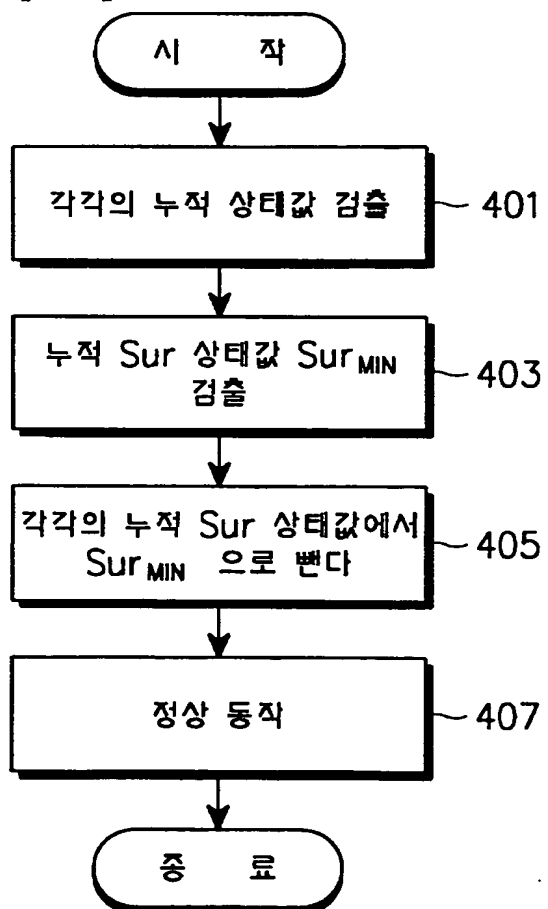 시 작
각각의 누적 상태값 검출
401
누적 Sur 상태값 SurMIN
검출
403
각각의 누적 Sur 상태값에서
SurMIN 으로 뺀다
405
정상 동작
407
종 료